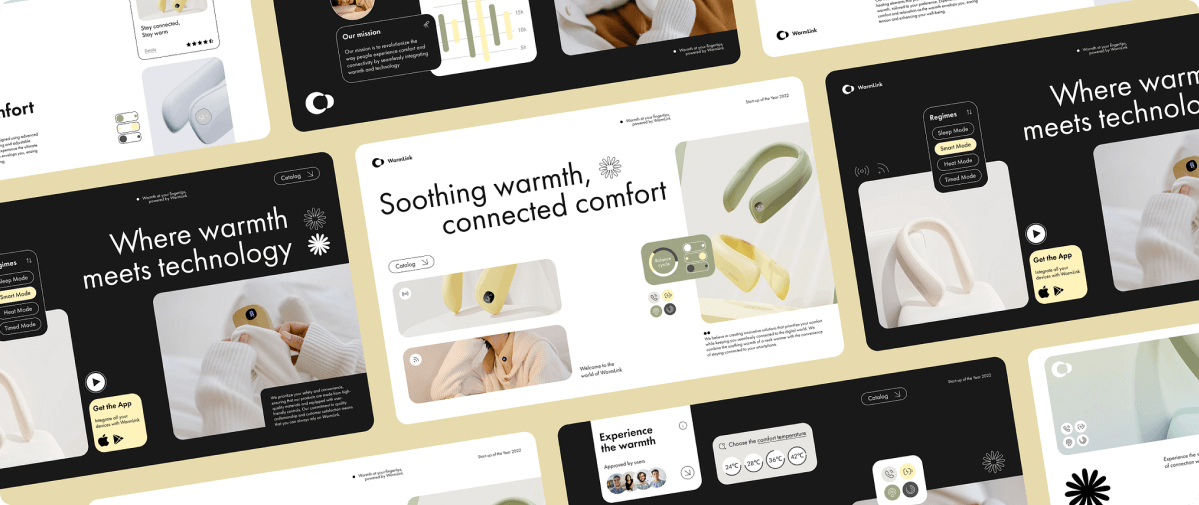 Stay connected,
Stay warm
mfort
Our mission
Our mission is to revolutionize the
way people experience comfort and
connectivity by seamlessly integrating
warmth and technology
15k
10k
5k
Warmth at your fingertips,
powered by WarmLink
WarmLink
WarmLink
Warmth at your fingertips,
Where warm
meets technolog
Regimes
Sleep Mode
Smart Mode
Heat Mode
Timed Mode
Get the App
Integrate all your
devices with WarmLink
WarmLink
Warmth at your fingertips,
powered by WarmLink
Start-up of the Year 2022
Soothing warmth,
connected comfort
Catalog
Balance
cycle
Welcome to the
world of WarmLink
We believe in creating innovative solutions that prioritize your comfort
while keeping you seamlessly connected to the digital world. We
combine the soothing warmth of a neck warmer with the convenience
of staying connected to your smartphone.
Warmth at your fingertips,
powered by WarmLink
Catalog
Where warmth
meets technology
gimes
Sleep Mode
Smart Mode
Heat Mode
Timed Mode
Get the App
Integrate all your
devices with WarmLink
We prioritize your safety and convenience,
ensuring that our products are made from high-
quality materials and equipped with user-
friendly controls. Our commitment to quality
craftsmanship and customer satisfaction means
that you can always rely on WarmLink.
Warmth at your fingertips,
powered by WarmLink
Start-up of the Year 2022
Experience
the warmth
Approved by users
Choose the comfort temperature
24°C
28°C
36°C
42°C
Catalog
Start-up of the Year 2022
Experience the
of connection w